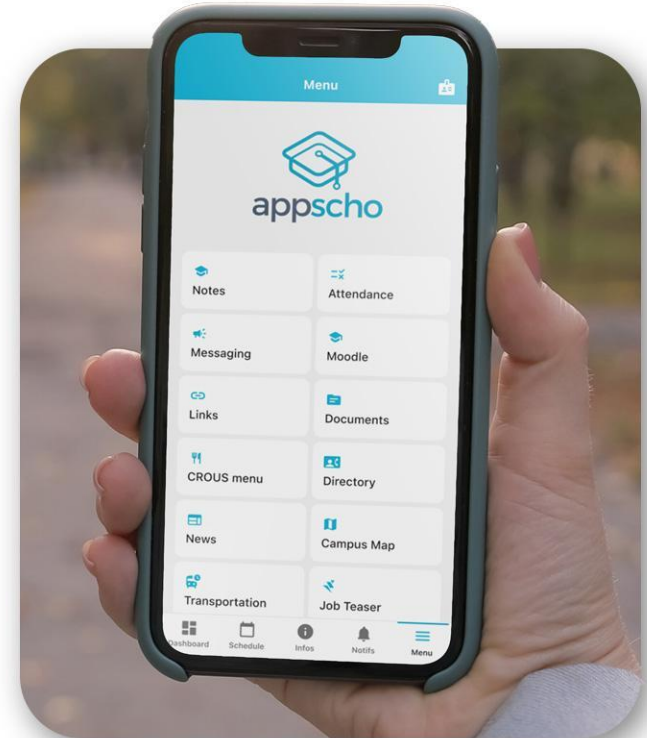 Menu
appscho
Notes
Attendance
Messaging
Moodle
Links
Documents
CROUS menu
Directory
News
Campus Map
Transportation
Job Teaser
Dashboard
Schedule
Infos
Notifs
Menu